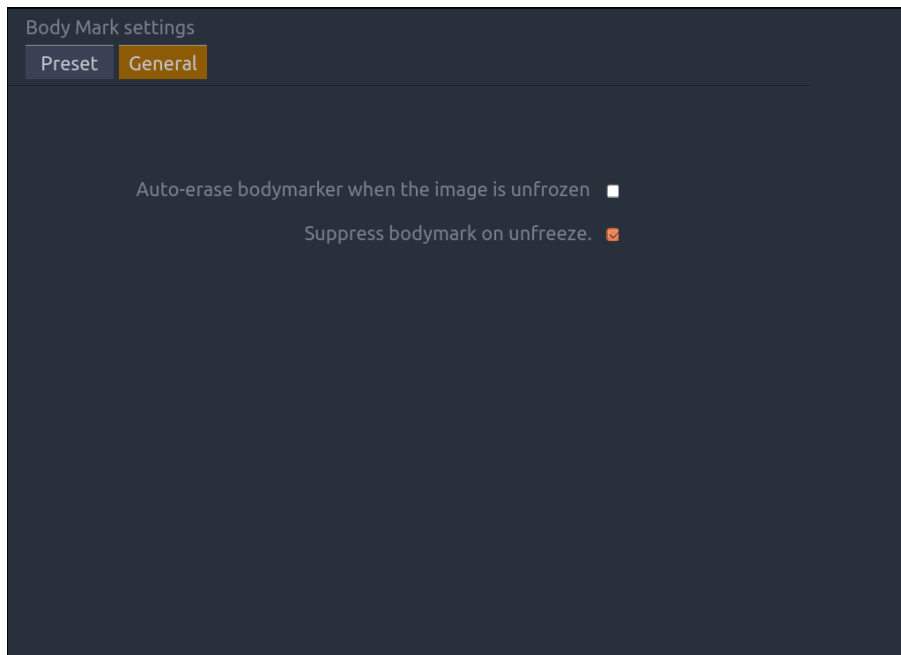 Body Mark settings
Preset General
Auto-erase bodymarker when the image is unfrozen
Suppress bodymark on unfreeze.